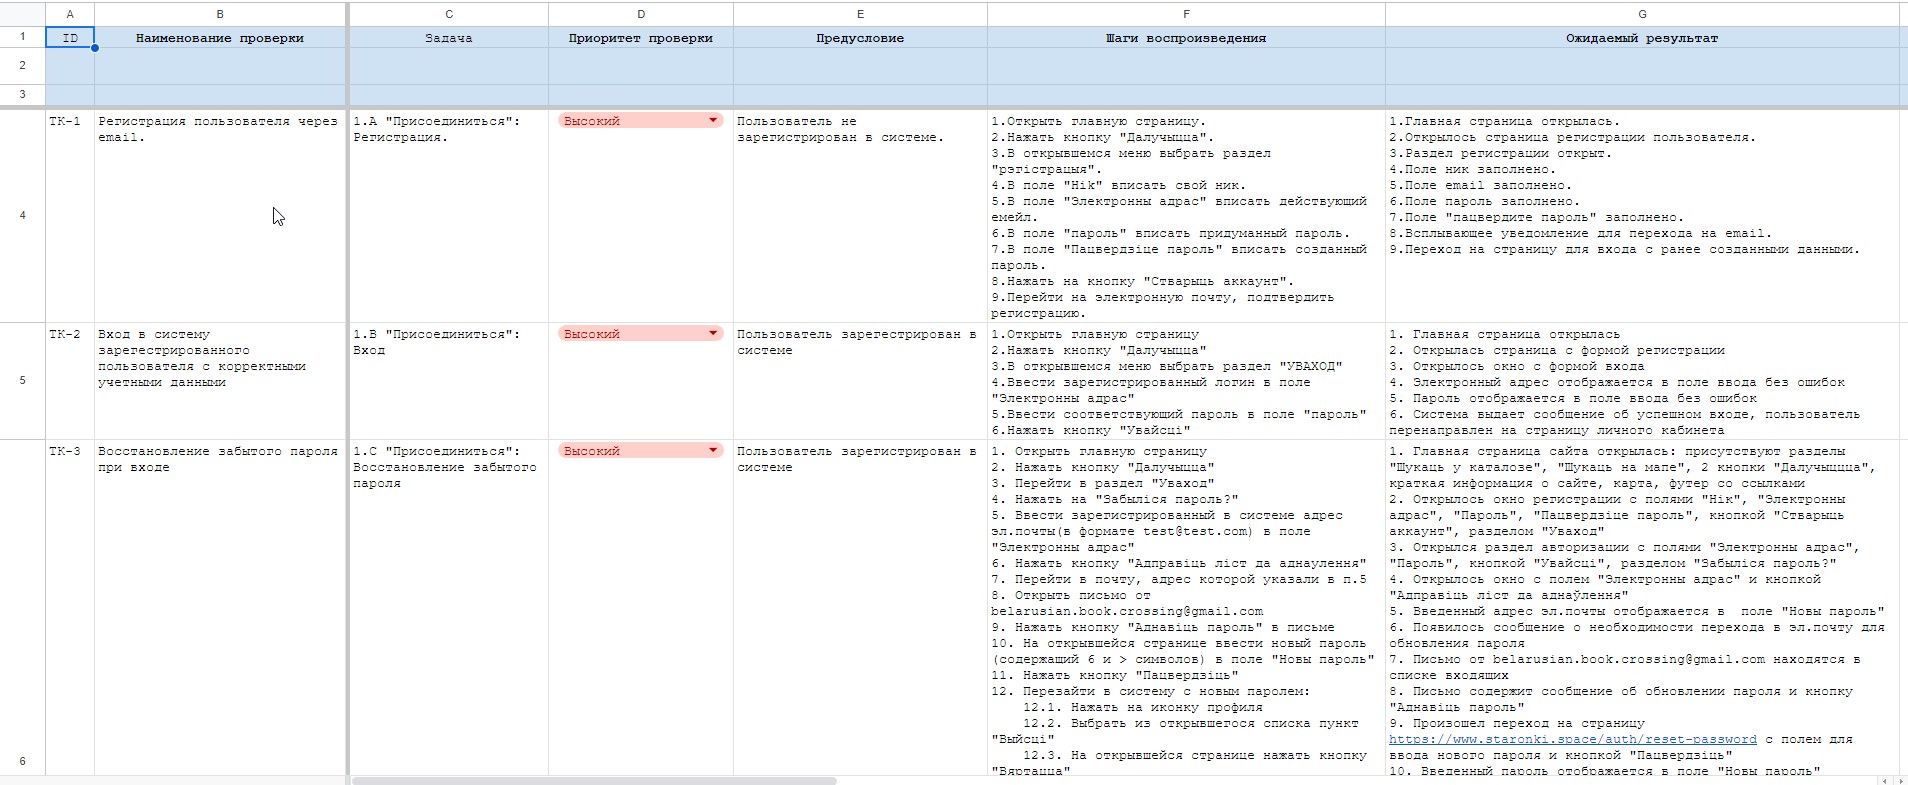 A B C D E F G
1 ID Наименование проверки Задача Приоритет проверки Предусловие Шаги воспроизведения Ожидаемый результат
2
3
4
ТК-1
Регистрация пользователя через
email.
1.A "Присоединиться":
Регистрация.
Высокий
Пользователь не
зарегистрирован в системе.
1.Открыть главную страницу.
2.Нажать кнопку "Далучыцца".
3.В открывшемся меню выбрать раздел
"рэгістрацыя".
4.В поле "Нік" вписать свой ник.
5.В поле "Электронны адрас" вписать действующий
емейл.
6.В поле "пароль" вписать придуманный пароль.
7.В поле "Пацвердзіце пароль" вписать созданный
пароль.
8.Нажать на кнопку "Стварыць аккаунт".
9.Перейти на электронную почту, подтвердить
регистрацию.
1.Главная страница открылась.
2.Открылось страница регистрации пользователя.
3.Раздел регистрации открыт.
4.Поле ник заполнено.
5.Поле email заполнено.
6.Поле пароль заполнено.
7.Поле "пацвердите пароль" заполнено.
8.Всплывающее уведомление для перехода на email.
9.Переход на страницу для входа с ранее созданными данными.
5
ТК-2
Вход в систему
зарегестрированного
пользователя с корректными
учетными данными
1.B "Присоединиться":
Вход
Высокий
Пользователь зарегестрирован в
системе
1.Открыть главную страницу
2.Нажать кнопку "Далучыцца"
3.В открывшемся меню выбрать раздел "УВАХОД"
4.Ввести зарегистрированный логин в поле
"Электронны адрас"
5.Ввести соответствующий пароль в поле "пароль"
6.Нажать кнопку "Увайсці"
1. Главная страница открылась
2. Открылась страница с формой регистрации
3. Открылось окно с формой входа
4. Электронный адрес отображается в поле ввода без ошибок
5. Пароль отображается в поле ввода без ошибок
6. Система выдает сообщение об успешном входе, пользователь
перенаправлен на страницу личного кабинета
6
ТК-3
Восстановление забытого пароля
при входе
1.C "Присоединиться":
Восстановление забытого
пароля
Высокий
Пользователь зарегистрирован в
системе
1. Открыть главную страницу
2. Нажать кнопку "Далучыцца"
3. Перейти в раздел "Уваход"
4. Нажать на "Забыліся пароль?"
5. Ввести зарегистрированный в системе адрес
эл.почты(в формате test@test.com) в поле
"Электронны адрас"
6. Нажать кнопку "Адправіць ліст да аднаулення"
7. Перейти в почту, адрес которой указали в п.5
8. Открыть письмо от
belarusian.book.crossing@gmail.com
9. Нажать кнопку "Аднавіць пароль" в письме
10. На открывшейся странице ввести новый пароль
(содержащий 6 и > символов) в поле "Новы пароль"
11. Нажать кнопку "Пацвердзіць"
12. Перезайти в систему с новым паролем:
12.1. Нажать на иконку профиля
12.2. Выбрать из открывшегося списка пункт
"Выйсці"
12.3. На открывшейся странице нажать кнопку
"Вяртацца"
1. Главная страница сайта открылась: присутствуют разделы
"Шукаць у каталозе", "Шукаць на мапе", 2 кнопки "Далучыццца",
краткая информация о сайте, карта, футер со ссылками
2. Открылось окно регистрации с полями "Нік", "Электронны
адрас", "Пароль", "Пацвердзіце пароль", кнопкой "Стварыць
аккаунт", разделом "Уваход"
3. Открылся раздел авторизации с полями "Электронны адрас",
"Пароль", кнопкой "Увайсці", разделом "Забыліся пароль?"
4. Открылось окно с полем "Электронны адрас" и кнопкой
"Адправіць ліст да аднаўлення"
5. Введенный адрес эл.почты отображается в поле "Новы пароль"
6. Появилось сообщение о необходимости перехода в эл.почту для
обновления пароля
7. Письмо от belarusian.book.crossing@gmail.com находятся в
списке входящих
8. Письмо содержит сообщение об обновлении пароля и кнопку
"Аднавіць пароль"
9. Произошел переход на страницу
https://www.staronki.space/auth/reset-password с полем для
ввода нового пароля и кнопкой "Пацвердзіць"
10. Введенный пароль отображается в поле "Новы пароль"